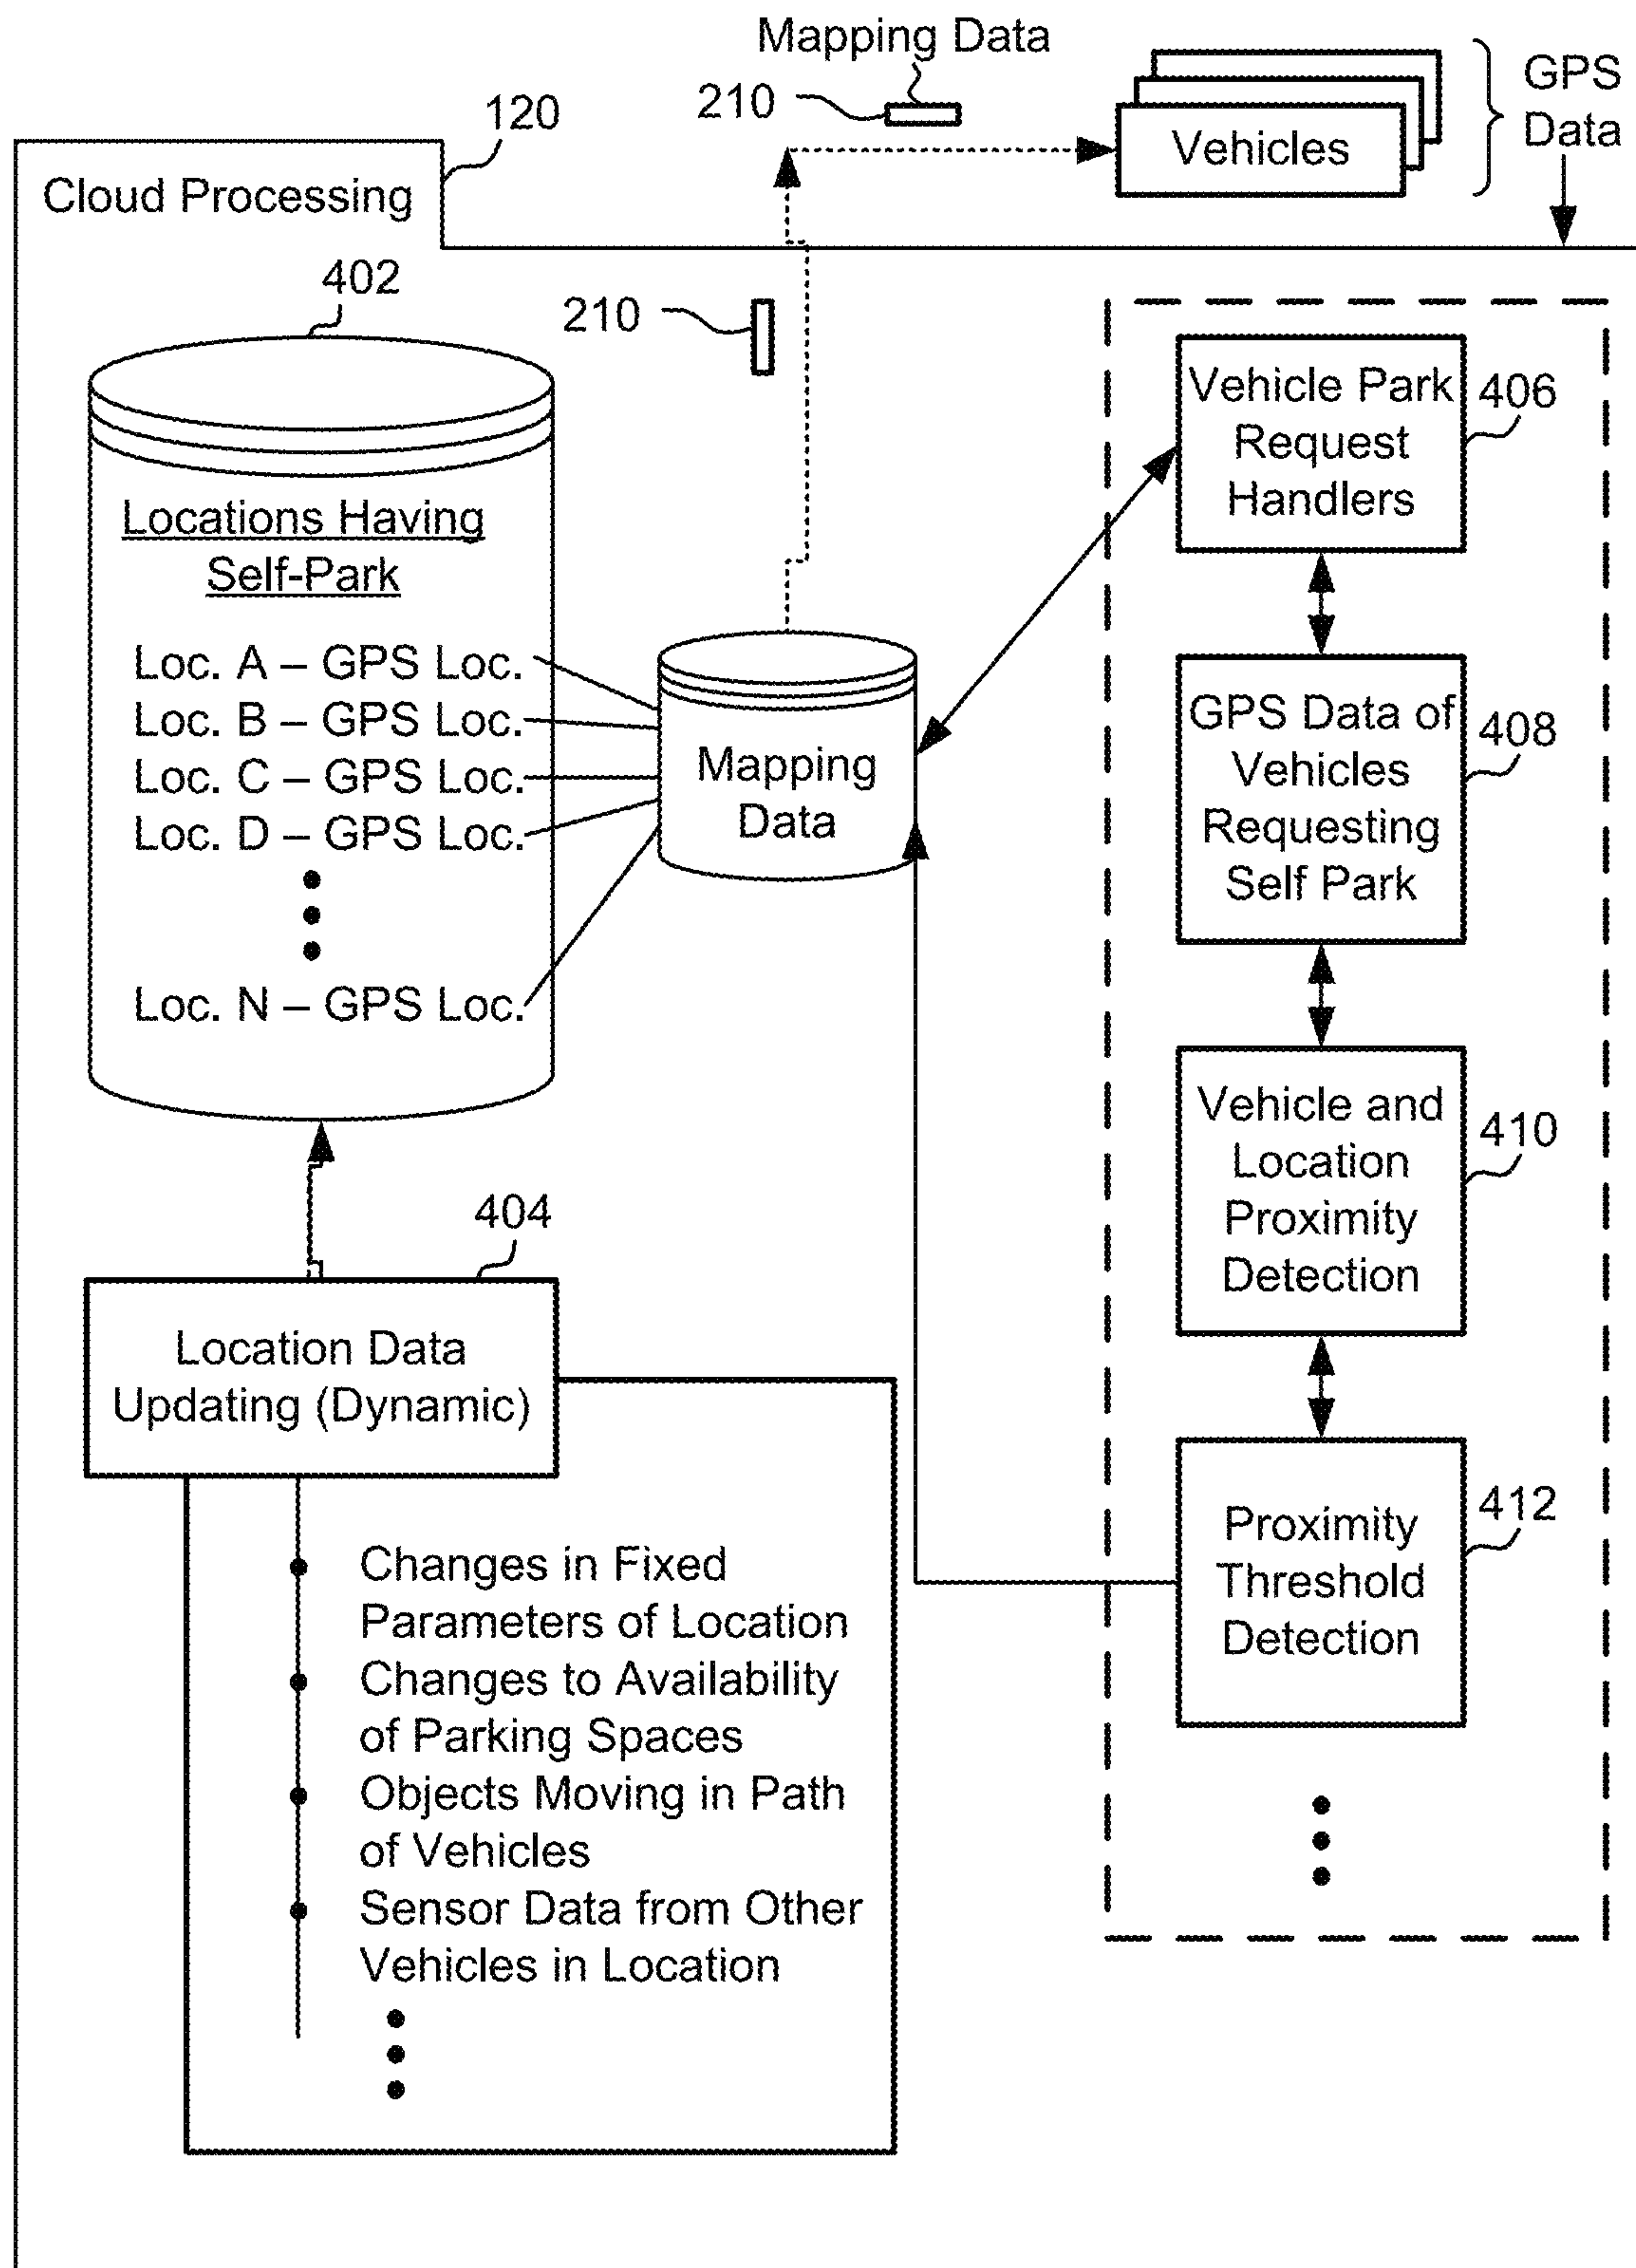 Mapping Data
210
Vehicles
GPS
Data
120
Cloud Processing
402
210
Locations Having
Self-Park
Loc. A – GPS Loc.
Loc. B – GPS Loc.
Loc. C – GPS Loc.
Loc. D – GPS Loc.
Loc. N – GPS Loc.
Mapping
Data
Vehicle Park
Request
Handlers
406
GPS Data of
Vehicles
Requesting
Self Park
408
Vehicle and
Location
Proximity
Detection
410
Proximity
Threshold
Detection
412
404
Location Data
Updating (Dynamic)
Changes in Fixed
Parameters of Location
Changes to Availability
of Parking Spaces
Objects Moving in Path
of Vehicles
Sensor Data from Other
Vehicles in Location